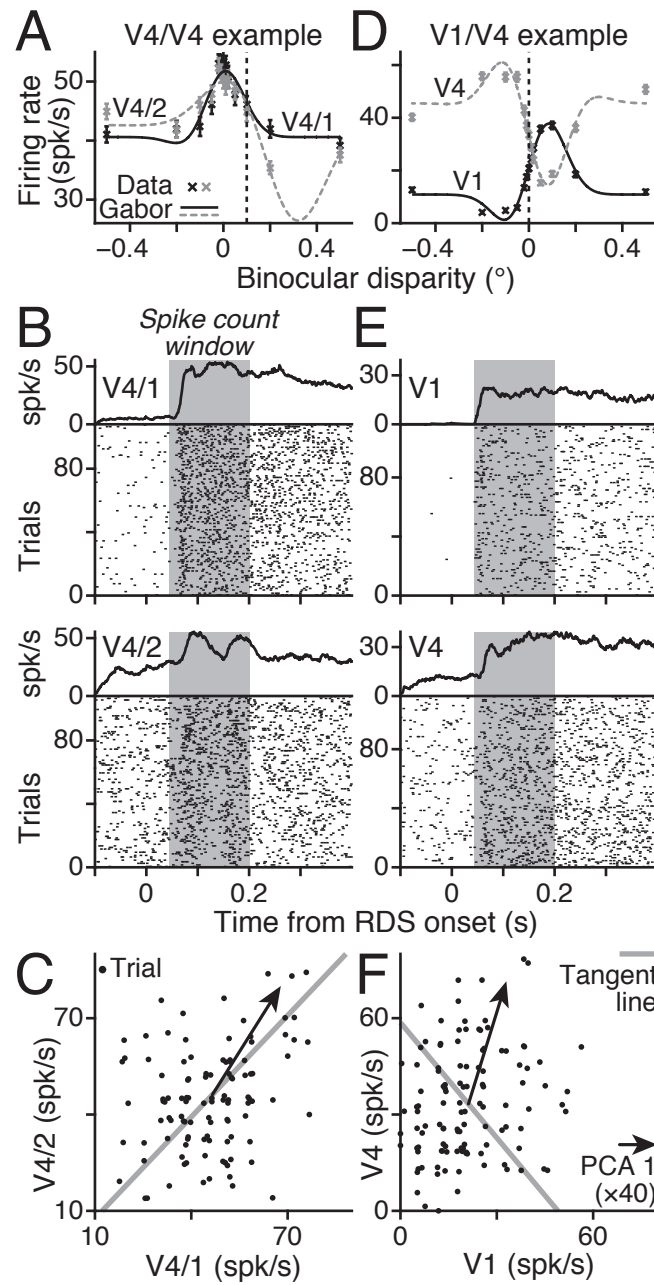 A V4/V4 example
Firing rate
(spk/s)
50
30
V4/2
V4/1
Data
Gabor
−0.4 0 0.4
D V1/V4 example
V4
V1
40
0
−0.4 0 0.4
Binocular disparity (°)
B Spike count
window
spk/s
50
0
V4/1
Trials
80
0
spk/s
50
0
V4/2
Trials
80
0
0 0.2
E
30
0
V1
80
0
30
0
V4
80
0
0 0.2
Time from RDS onset (s)
C
Trial
V4/2 (spk/s)
70
10
10 70
V4/1 (spk/s)
F
Tangent
line
V4 (spk/s)
60
0
PCA 1
(×40)
0 60
V1 (spk/s)